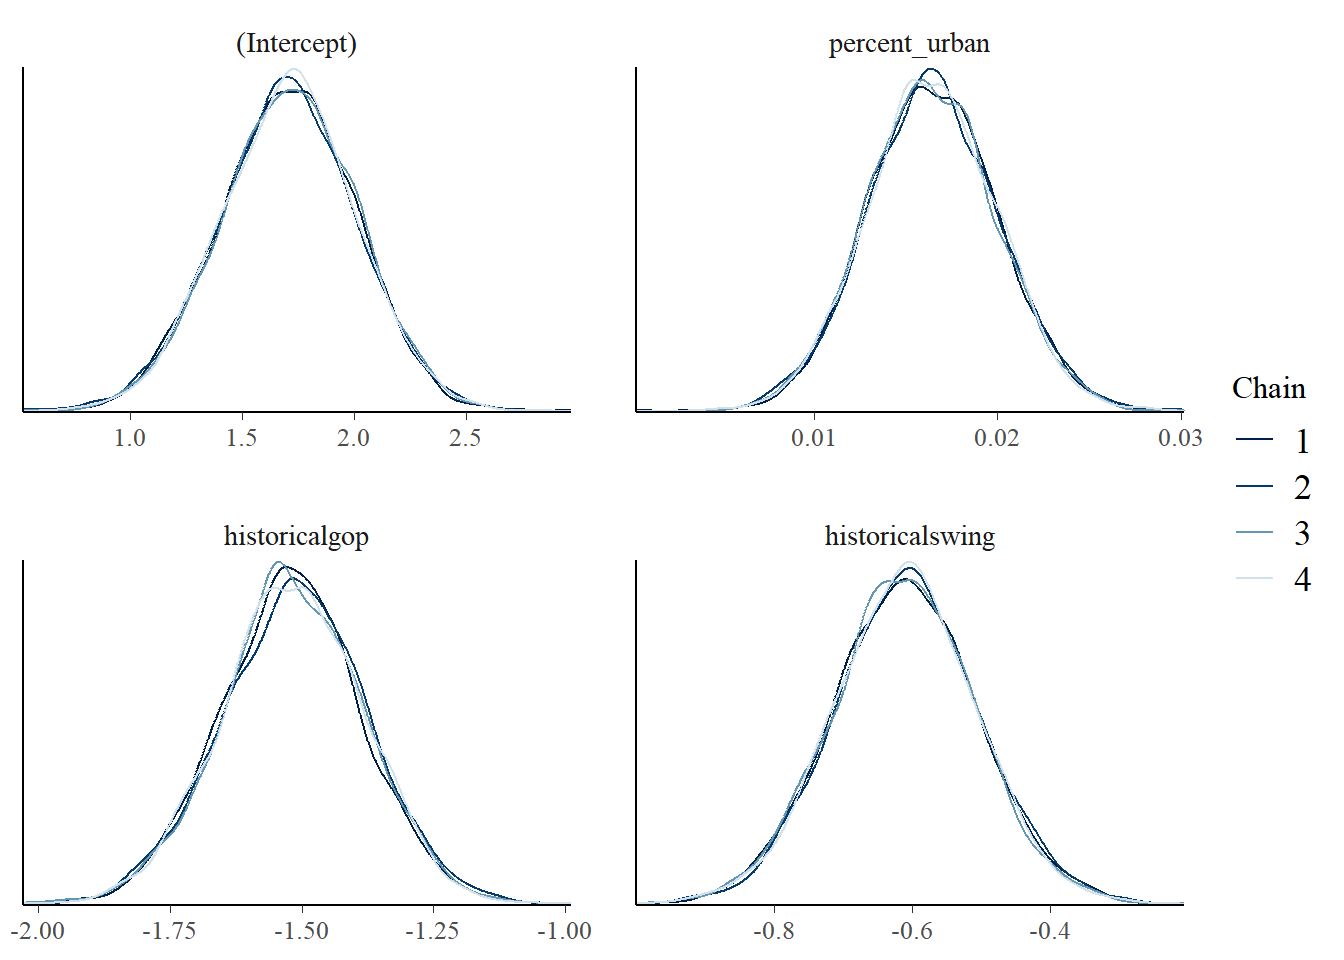 (Intercept)
percent_urban
1.0 1.5 2.0 2.5
0.01 0.02 0.03
historicalgop
historicalswing
-2.00 -1.75 -1.50 -1.25 -1.00
-0.8 -0.6 -0.4
Chain
1
2
3
4